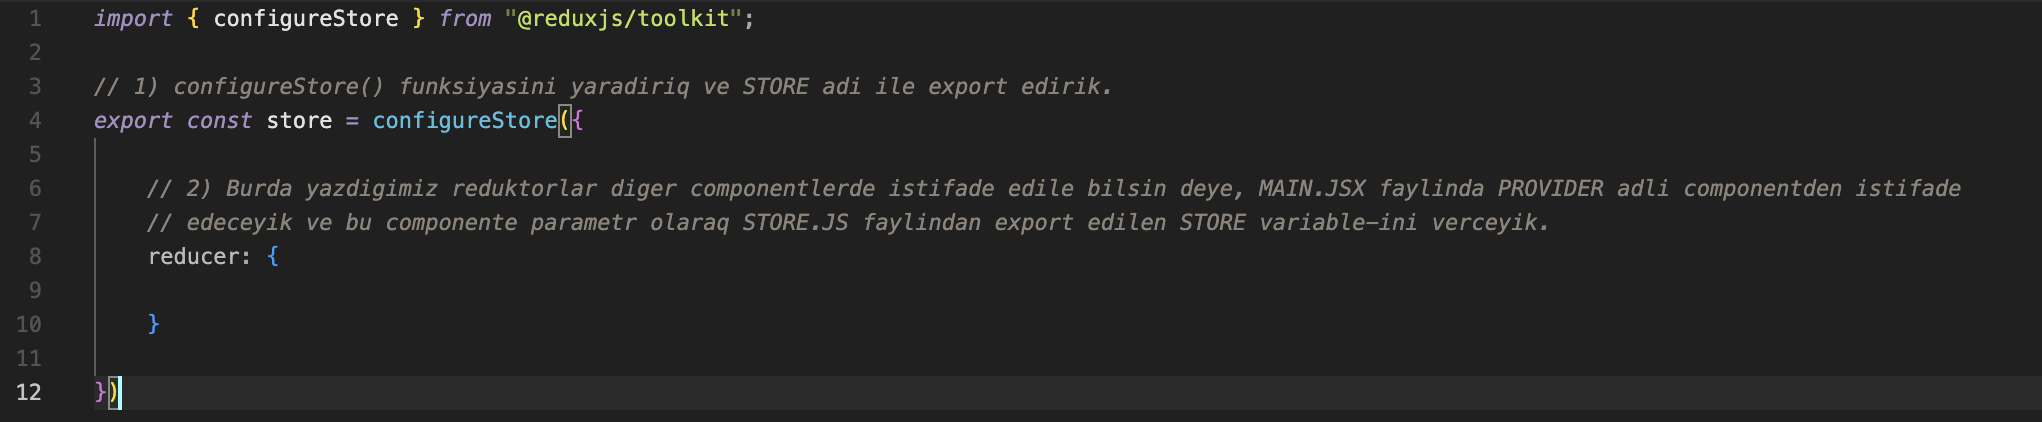 1 import { configureStore } from "@reduxjs/toolkit";
2
3 // 1) configureStore() funksiyasini yaradiriq ve STORE adi ile export edirik.
4 export const store = configureStore({
5
6 // 2) Burda yazdigimiz reduktorlar diger componentlerde istifade edile bilsin deye, MAIN.JSX faylinda PROVIDER adli componentden istifade
7 // edeceyik ve bu componente parametr olaraq STORE.JS faylindan export edilen STORE variable-ini verceyik.
8 reducer: {
9
10 }
11
12 })